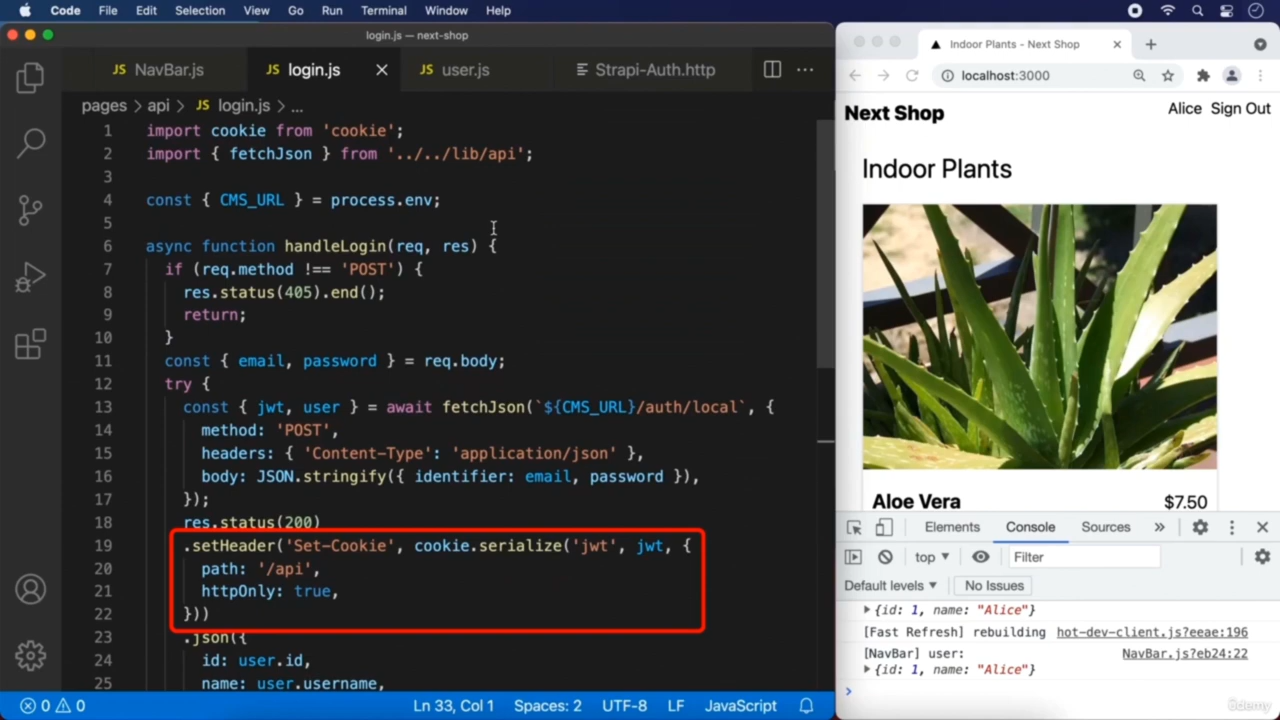 Code File Edit Selection View Go Run Terminal Window Help
login.js — next-shop
JS NavBar.js
JS login.js
JS user.js
Strapi-Auth.http
pages > api > JS login.js > ...
1 import cookie from 'cookie';
2 import { fetchJson } from '../../lib/api';
3
4 const { CMS_URL } = process.env;
5
6 async function handleLogin(req, res) {
7 if (req.method !== 'POST') {
8 res.status(405).end();
9 return;
10 }
11 const { email, password } = req.body;
12 try {
13 const { jwt, user } = await fetchJson(`${CMS_URL}/auth/local`, {
14 method: 'POST',
15 headers: { 'Content-Type': 'application/json' },
16 body: JSON.stringify({ identifier: email, password }),
17 });
18 res.status(200)
19 .setHeader('Set-Cookie', cookie.serialize('jwt', jwt, {
20 path: '/api',
21 httpOnly: true,
22 }))
23 .json({
24 id: user.id,
25 name: user.username,
0 0
Ln 33, Col 1 Spaces: 2 UTF-8 LF JavaScript
Indoor Plants - Next Shop
localhost:3000
Next Shop
Alice Sign Out
Indoor Plants
Aloe Vera $7.50
Elements Console Sources »
top Filter
Default levels No Issues
{id: 1, name: "Alice"}
[Fast Refresh] rebuilding hot-dev-client.js?eeae:196
[NavBar] user: NavBar.js?eb24:22
{id: 1, name: "Alice"}
ûdemy